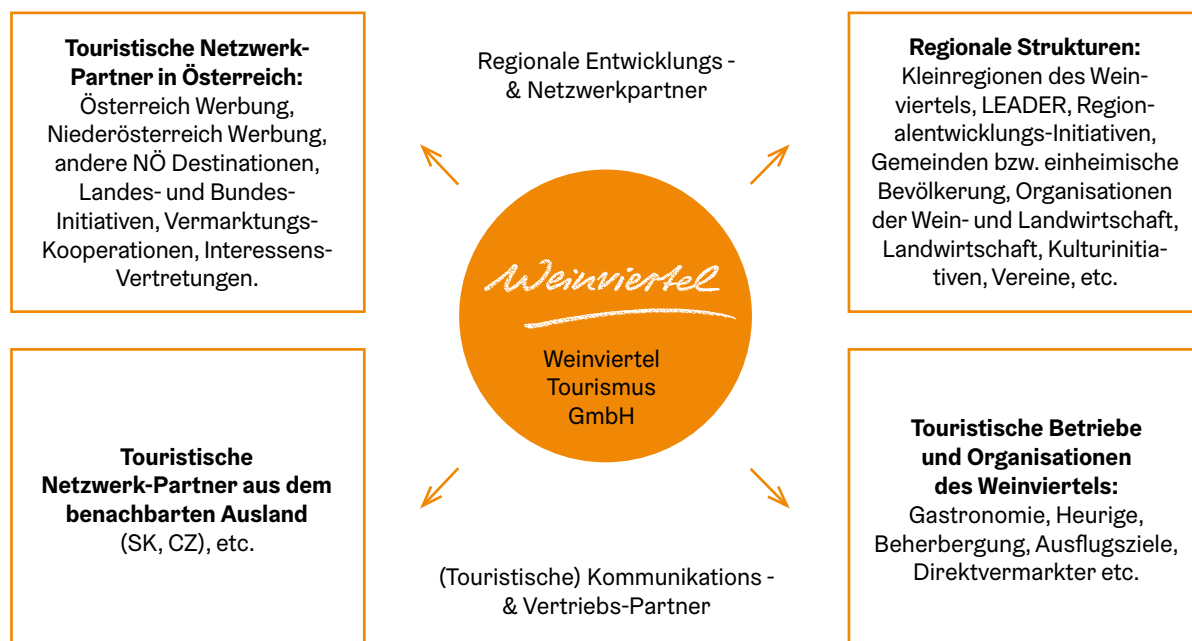 Touristische Netzwerk-
Partner in Österreich:
Österreich Werbung,
Niederösterreich Werbung,
andere NÖ Destinationen,
Landes- und Bundes-
Initiativen, Vermarktungs-
Kooperationen, Interessens-
Vertretungen.
Regionale Entwicklungs -
& Netzwerkpartner
Regionale Strukturen:
Kleinregionen des Wein-
viertels, LEADER, Region-
alentwicklungs-Initiativen,
Gemeinden bzw. einheimische
Bevölkerung, Organisationen
der Wein- und Landwirtschaft,
Landwirtschaft, Kulturinitia-
tiven, Vereine, etc.
Weinviertel
Weinviertel
Tourismus
GmbH
Touristische
Netzwerk-Partner aus dem
benachbarten Ausland
(SK, CZ), etc.
(Touristische) Kommunikations -
& Vertriebs-Partner
Touristische Betriebe
und Organisationen
des Weinviertels:
Gastronomie, Heurige,
Beherbergung, Ausflugsziele,
Direktvermarkter etc.